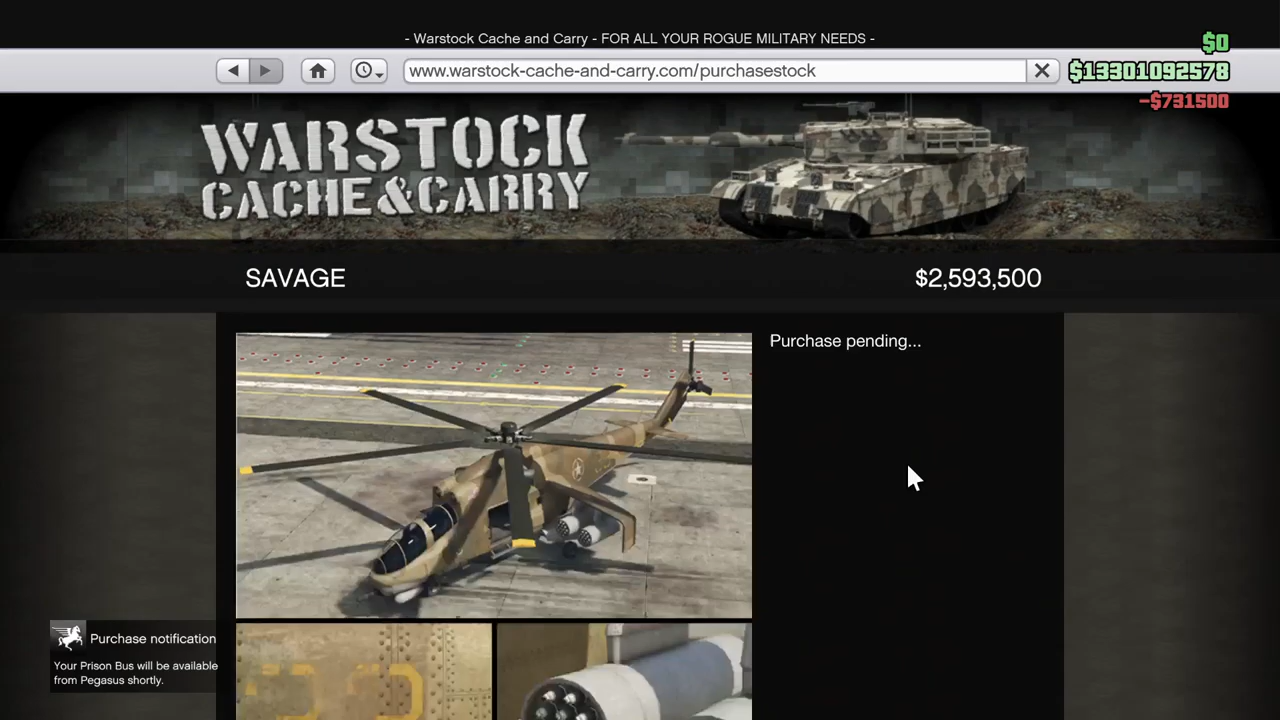 - Warstock Cache and Carry - FOR ALL YOUR ROGUE MILITARY NEEDS -
$0
www.warstock-cache-and-carry.com/purchasestock
$13301092578
-$731500
WARSTOCK
CACHE&CARRY
SAVAGE
$2,593,500
Purchase pending...
Purchase notification
Your Prison Bus will be available
from Pegasus shortly.